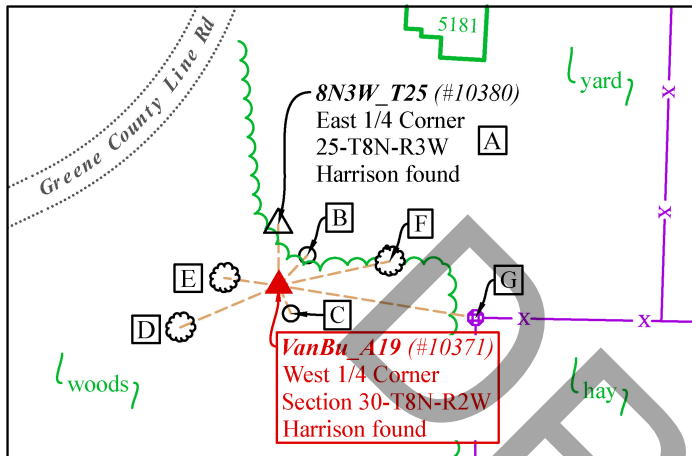 5181
yard
Greene County Line Rd
8N3W_T25 (#10380)
East 1/4 Corner
25-T8N-R3W
Harrison found
A
X
X
B
F
E
G
D
C
X
X
VanBu_A19 (#10371)
West 1/4 Corner
Section 30-T8N-R2W
Harrison found
woods
hay
X